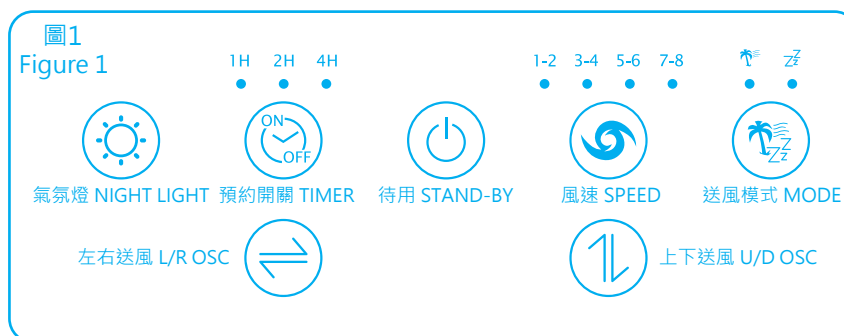 圖1
Figure 1
1H 2H 4H
1-2 3-4 5-6 7-8
ZZ
ON
OFF
ZZZ
氣氛燈 NIGHT LIGHT
預約開關 TIMER
待用 STAND-BY
風速 SPEED
送風模式 MODE
左右送風 L/R OSC
上下送風 U/D OSC